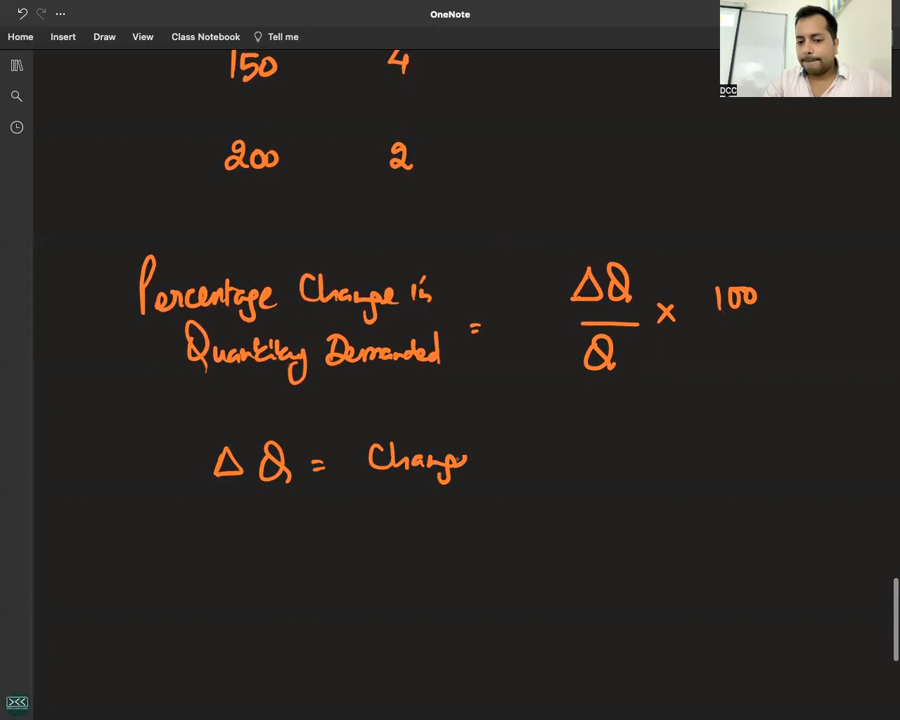 OneNote
Home Insert Draw View Class Notebook Tell me
DCC
150 4
200 2
Percentage Change in
Quantity Demanded = ΔQ / Q × 100
ΔQ = Change